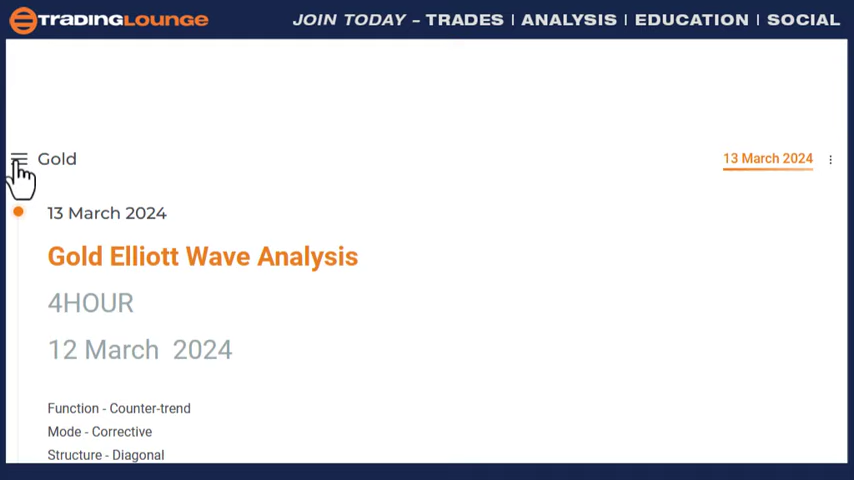 TRADINGLOUNGE
JOIN TODAY – TRADES | ANALYSIS | EDUCATION | SOCIAL
Gold
13 March 2024
13 March 2024
Gold Elliott Wave Analysis
4HOUR
12 March 2024
Function - Counter-trend
Mode - Corrective
Structure - Diagonal